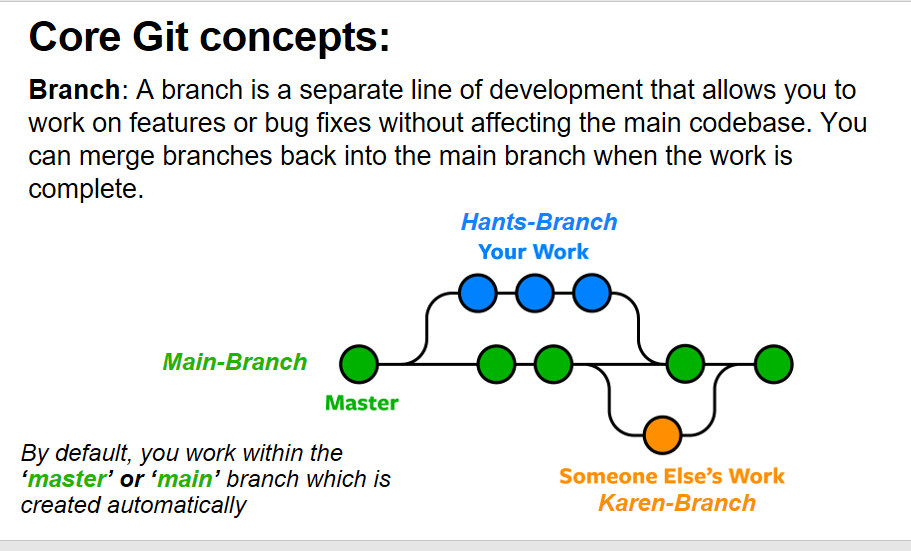 Core Git concepts:
Branch: A branch is a separate line of development that allows you to
work on features or bug fixes without affecting the main codebase. You
can merge branches back into the main branch when the work is
complete.
Hants-Branch
Your Work
Main-Branch
Master
By default, you work within the
‘master’ or ‘main’ branch which is
created automatically
Someone Else’s Work
Karen-Branch